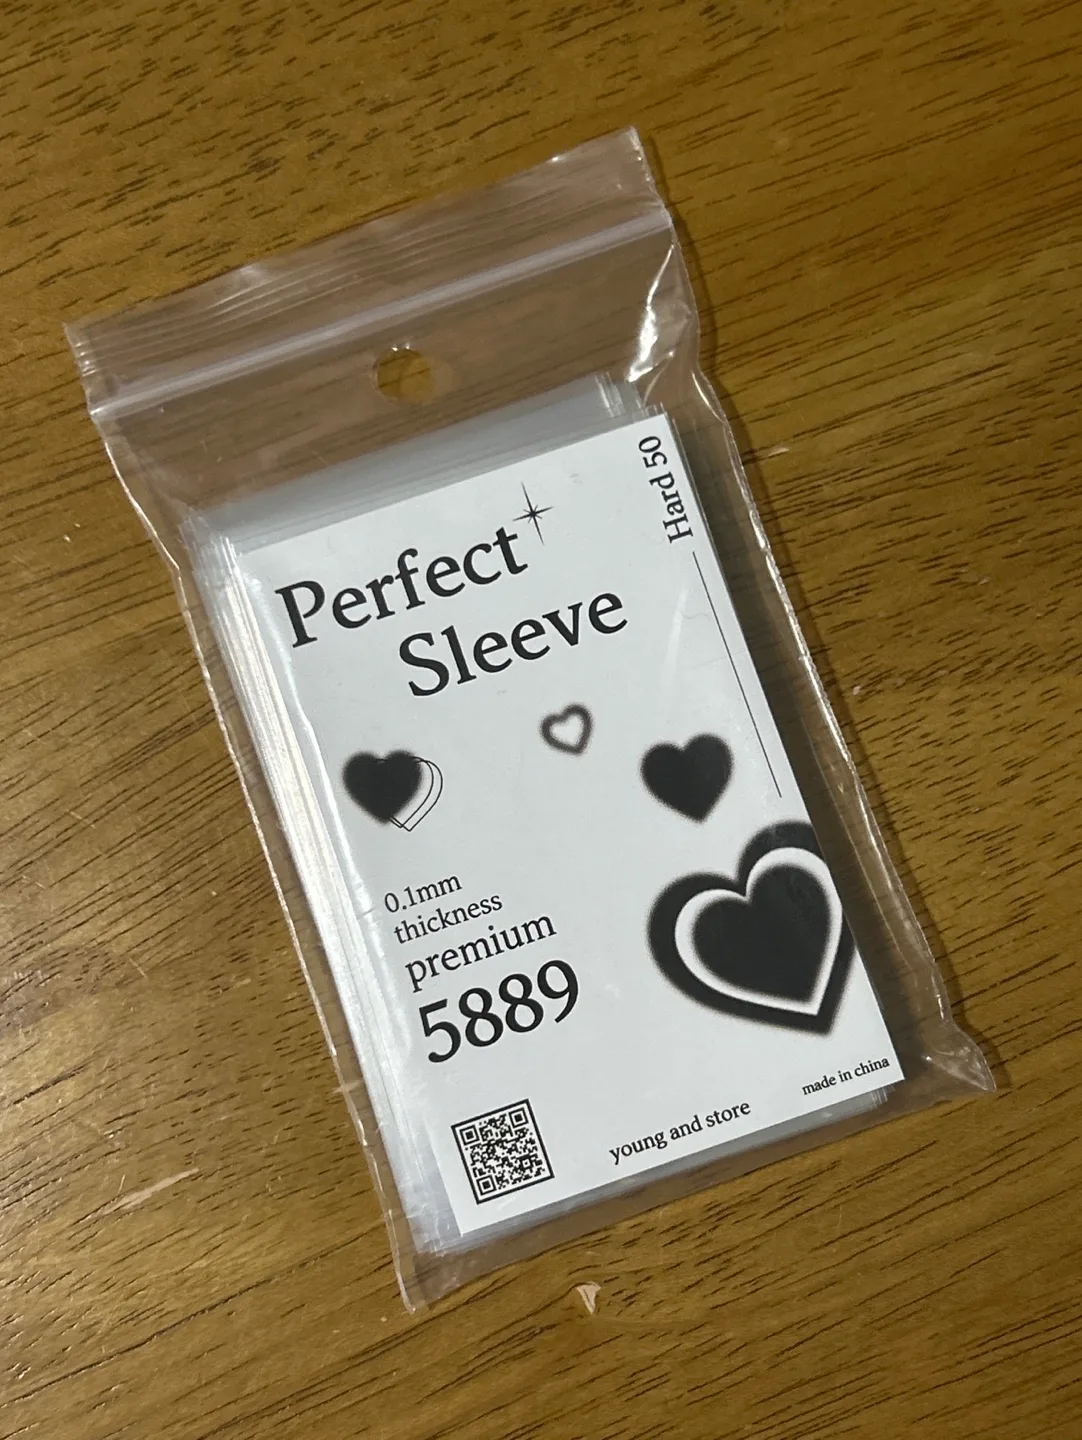 Hard 50
Perfect
Sleeve
0.1mm
thickness
premium
5889
young and store
made in china